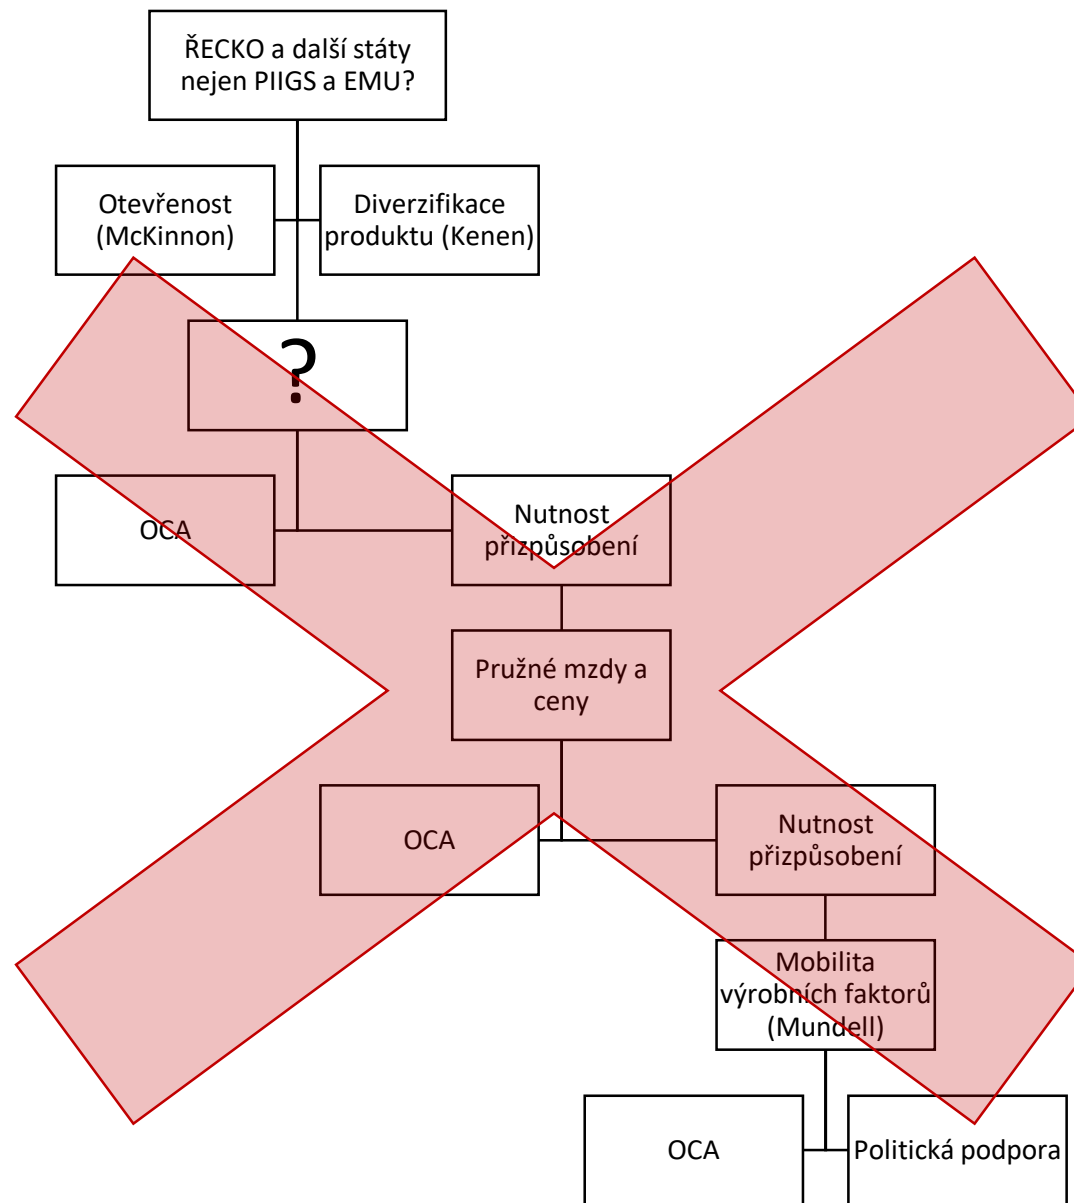 ŘECKO a další státy
nejen PIIGS a EMU?
Otevřenost
(McKinnon)
Diverzifikace
produktu (Kenen)
?
OCA
Nutnost
přizpůsobení
Pružné mzdy a
ceny
OCA
Nutnost
přizpůsobení
Mobilita
výrobních faktorů
(Mundell)
OCA
Politická podpora